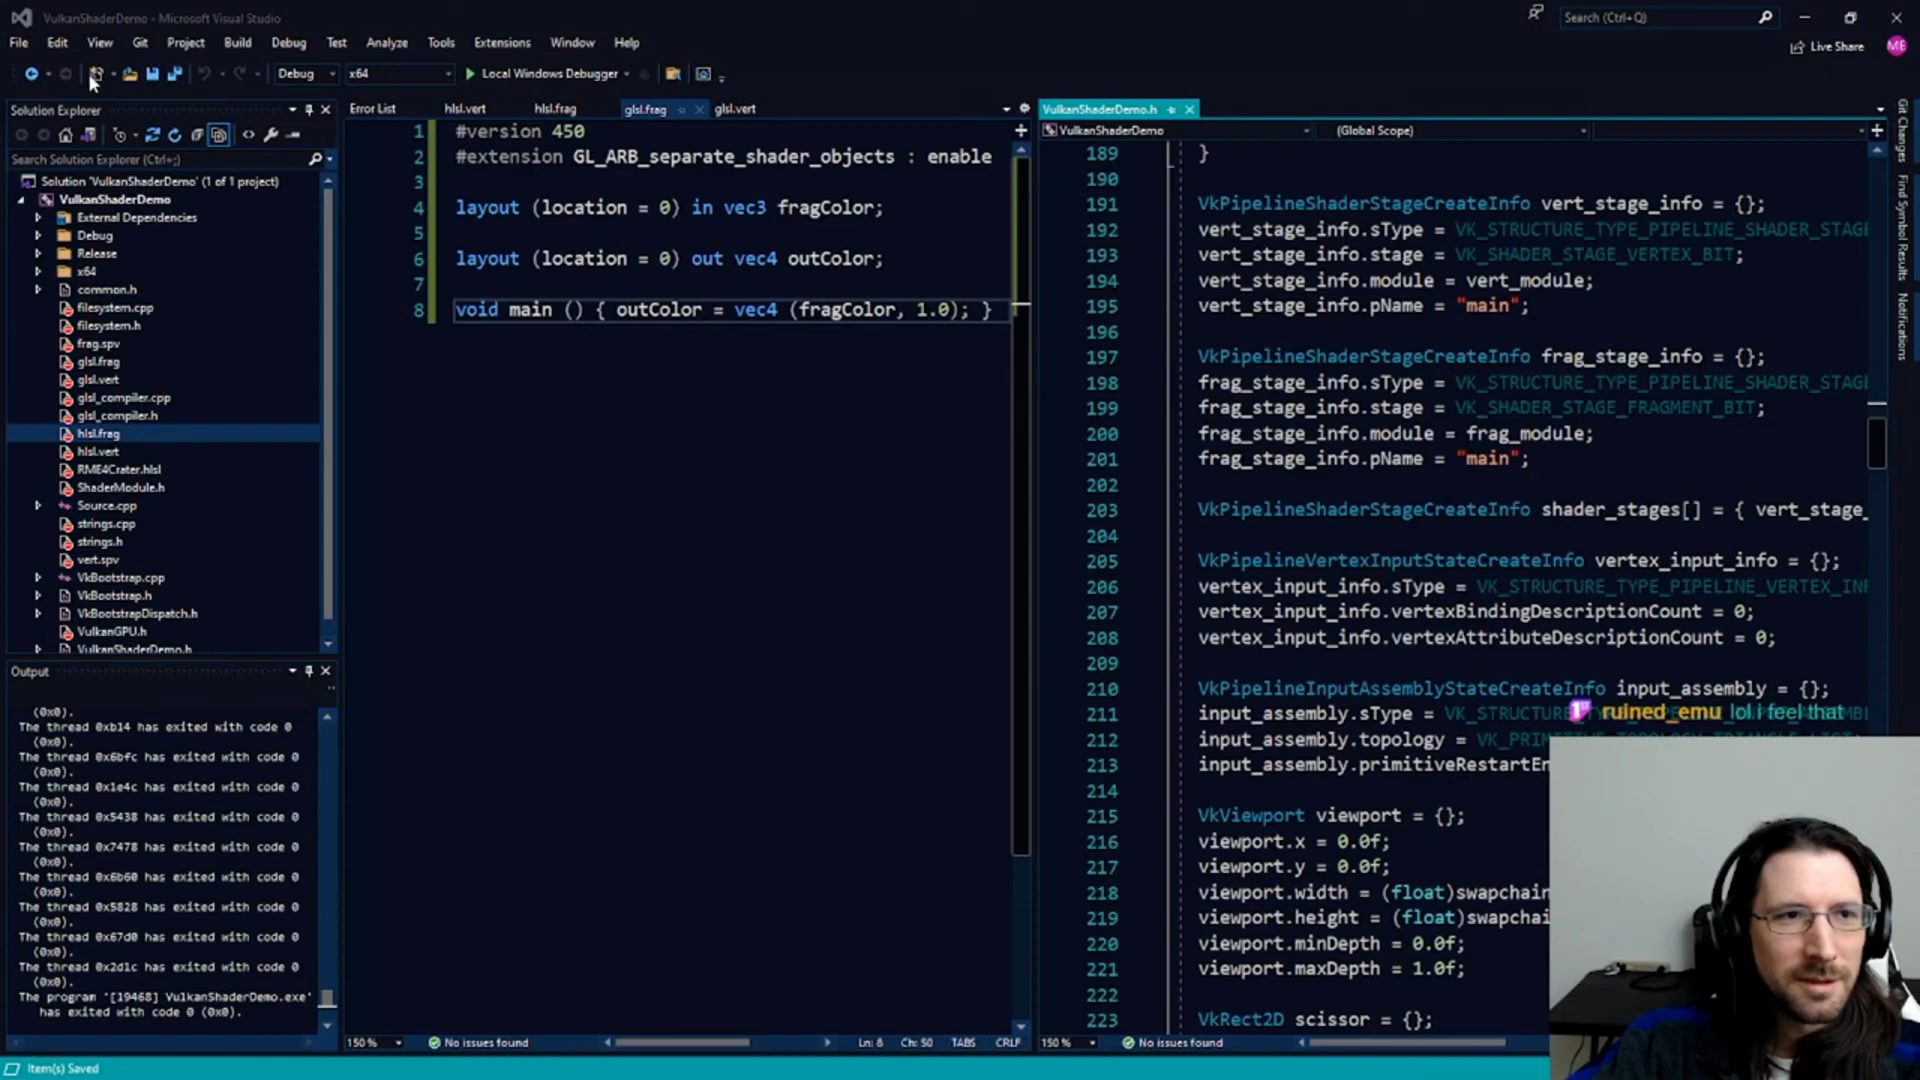 VulkanShaderDemo - Microsoft Visual Studio
Search (Ctrl+Q)
File Edit View Git Project Build Debug Test Analyze Tools Extensions Window Help
Live Share
MB
Debug x64 Local Windows Debugger
Solution Explorer
Search Solution Explorer (Ctrl+;)
Solution 'VulkanShaderDemo' (1 of 1 project)
VulkanShaderDemo
External Dependencies
Debug
Release
x64
common.h
filesystem.cpp
filesystem.h
frag.spv
glsl.frag
glsl.vert
glsl_compiler.cpp
glsl_compiler.h
hlsl.frag
hlsl.vert
RME4Crater.hlsl
ShaderModule.h
Source.cpp
strings.cpp
strings.h
vert.spv
VkBootstrap.cpp
VkBootstrap.h
VkBootstrapDispatch.h
VulkanGPU.h
VulkanShaderDemo.h
Output
(0x0).
The thread 0xb14 has exited with code 0
(0x0).
The thread 0x6bfc has exited with code 0
(0x0).
The thread 0x1e4c has exited with code 0
(0x0).
The thread 0x5438 has exited with code 0
(0x0).
The thread 0x7478 has exited with code 0
(0x0).
The thread 0x6b60 has exited with code 0
(0x0).
The thread 0x5828 has exited with code 0
(0x0).
The thread 0x67d0 has exited with code 0
(0x0).
The thread 0x2d1c has exited with code 0
(0x0).
The program '[19468] VulkanShaderDemo.exe'
has exited with code 0 (0x0).
Error List hlsl.vert hlsl.frag glsl.frag glsl.vert
1 #version 450
2 #extension GL_ARB_separate_shader_objects : enable
3
4 layout (location = 0) in vec3 fragColor;
5
6 layout (location = 0) out vec4 outColor;
7
8 void main () { outColor = vec4 (fragColor, 1.0); }
150 % No issues found Ln: 8 Ch: 50 TABS CRLF
VulkanShaderDemo.h
VulkanShaderDemo (Global Scope)
189 }
190
191 VkPipelineShaderStageCreateInfo vert_stage_info = {};
192 vert_stage_info.sType = VK_STRUCTURE_TYPE_PIPELINE_SHADER_STAGE
193 vert_stage_info.stage = VK_SHADER_STAGE_VERTEX_BIT;
194 vert_stage_info.module = vert_module;
195 vert_stage_info.pName = "main";
196
197 VkPipelineShaderStageCreateInfo frag_stage_info = {};
198 frag_stage_info.sType = VK_STRUCTURE_TYPE_PIPELINE_SHADER_STAGE
199 frag_stage_info.stage = VK_SHADER_STAGE_FRAGMENT_BIT;
200 frag_stage_info.module = frag_module;
201 frag_stage_info.pName = "main";
202
203 VkPipelineShaderStageCreateInfo shader_stages[] = { vert_stage_
204
205 VkPipelineVertexInputStateCreateInfo vertex_input_info = {};
206 vertex_input_info.sType = VK_STRUCTURE_TYPE_PIPELINE_VERTEX_IN
207 vertex_input_info.vertexBindingDescriptionCount = 0;
208 vertex_input_info.vertexAttributeDescriptionCount = 0;
209
210 VkPipelineInputAssemblyStateCreateInfo input_assembly = {};
211 input_assembly.sType = VK_STRUCTURE
ruined_emu lol i feel that
212 input_assembly.topology =
213 input_assembly.primitiveRestartEn
214
215 VkViewport viewport = {};
216 viewport.x = 0.0f;
217 viewport.y = 0.0f;
218 viewport.width = (float)swapchain
219 viewport.height = (float)swapchai
220 viewport.minDepth = 0.0f;
221 viewport.maxDepth = 1.0f;
222
223 VkRect2D scissor = {};
150 % No issues found
Git Changes
Find Symbol Results
Notifications
Item(s) Saved